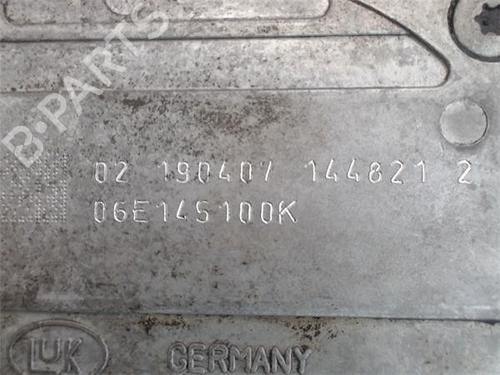 B-PARTS
02 190407 144821 2
06E145100K
LUK GERMANY